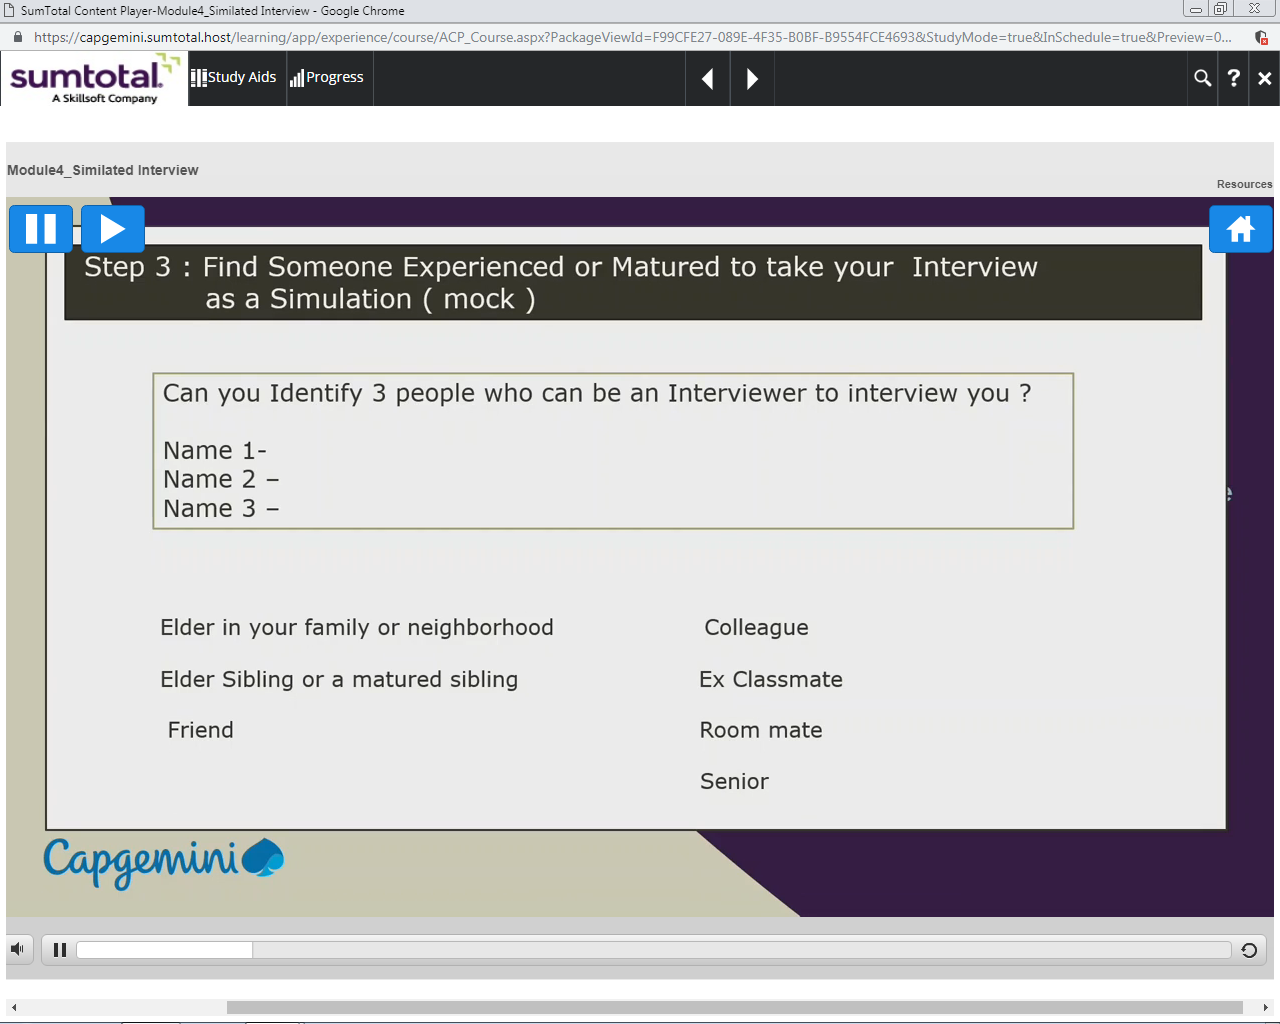 SumTotal Content Player-Module4_Similated Interview - Google Chrome
https://capgemini.sumtotal.host/learning/app/experience/course/ACP_Course.aspx?PackageViewId=F99CFE27-089E-4F35-B0BF-B9554FCE4693&StudyMode=true&InSchedule=true&Preview=0...
sumtotal.
A Skillsoft Company
Study Aids
Progress
?
Module4_Similated Interview
Resources
Step 3 : Find Someone Experienced or Matured to take your Interview
as a Simulation ( mock )
Can you Identify 3 people who can be an Interviewer to interview you ?
Name 1-
Name 2 –
Name 3 –
Elder in your family or neighborhood
Colleague
Elder Sibling or a matured sibling
Ex Classmate
Friend
Room mate
Senior
Capgemini